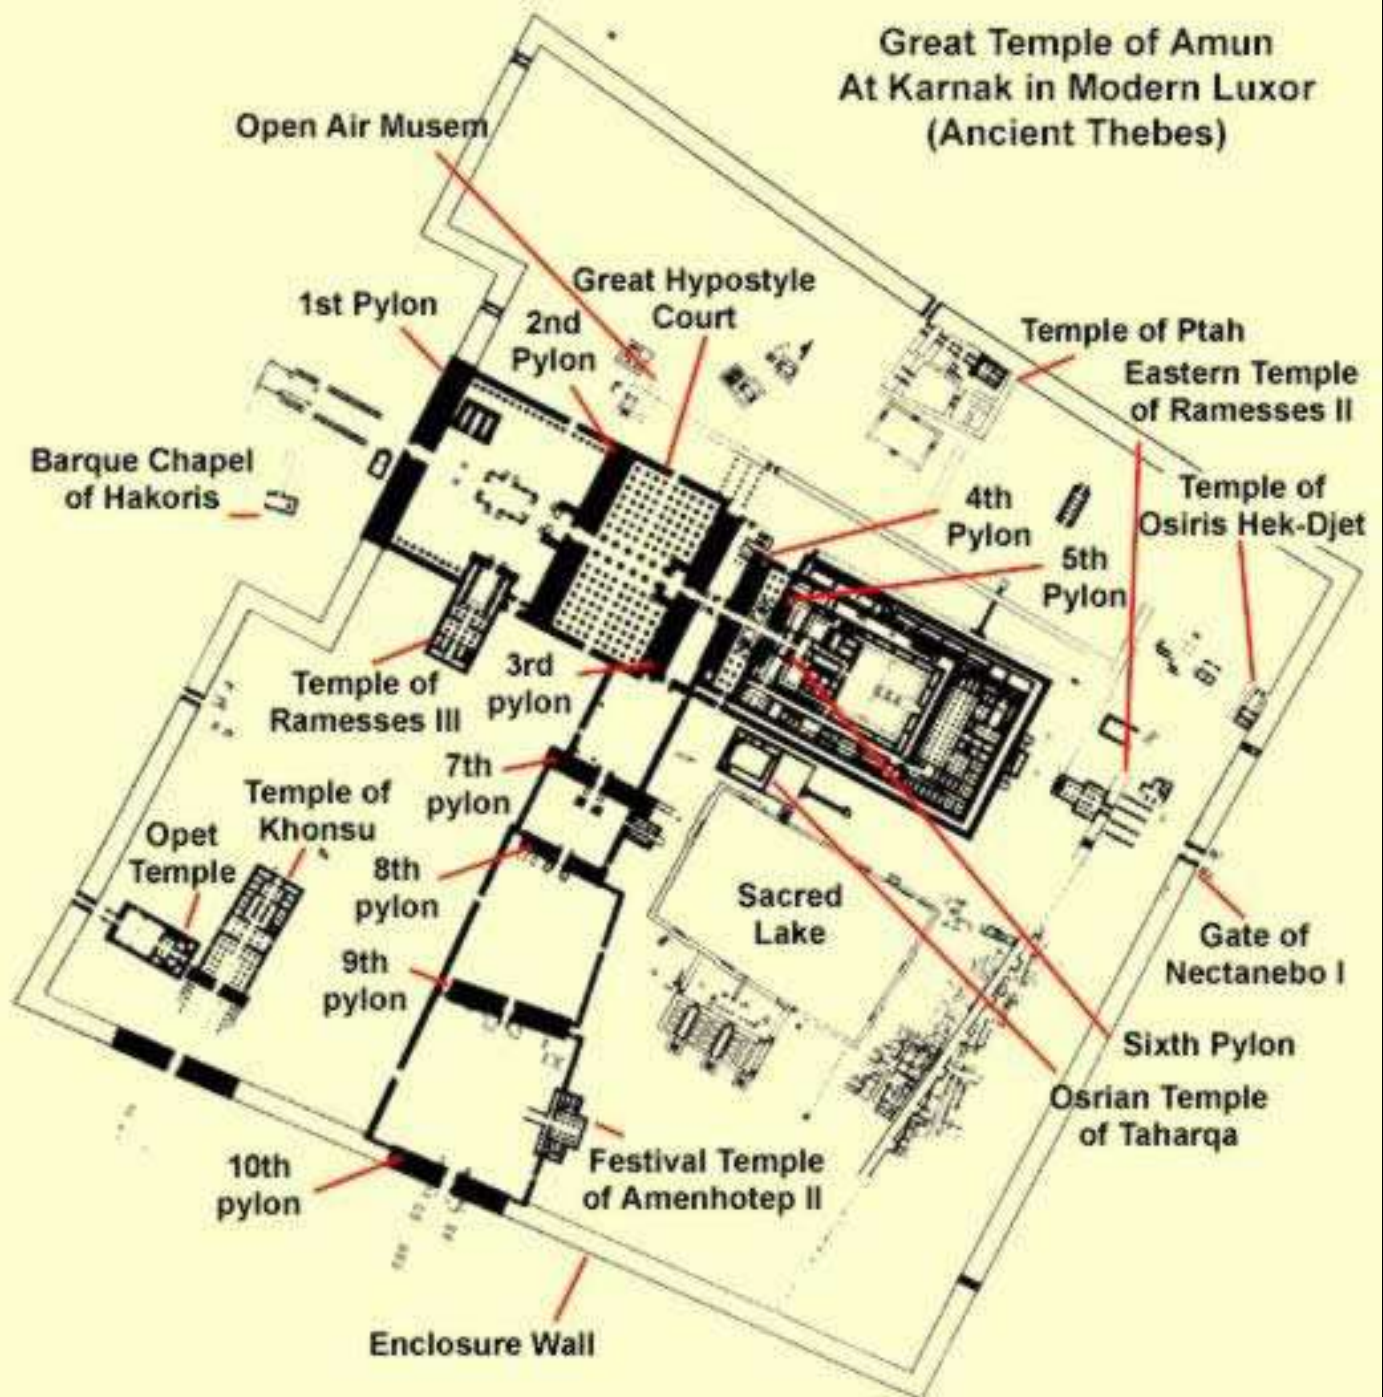 Great Temple of Amun
At Karnak in Modern Luxor
(Ancient Thebes)
Open Air Musem
Great Hypostyle
Court
1st Pylon
2nd
Pylon
Temple of Ptah
Eastern Temple
of Ramesses II
Barque Chapel
of Hakoris
4th
Pylon
Temple of
Osiris Hek-Djet
5th
Pylon
3rd
pylon
Temple of
Ramesses III
7th
pylon
Temple of
Khonsu
Opet
Temple
8th
pylon
Sacred
Lake
9th
pylon
Gate of
Nectanebo I
Sixth Pylon
Osrian Temple
of Taharqa
10th
pylon
Festival Temple
of Amenhotep II
Enclosure Wall